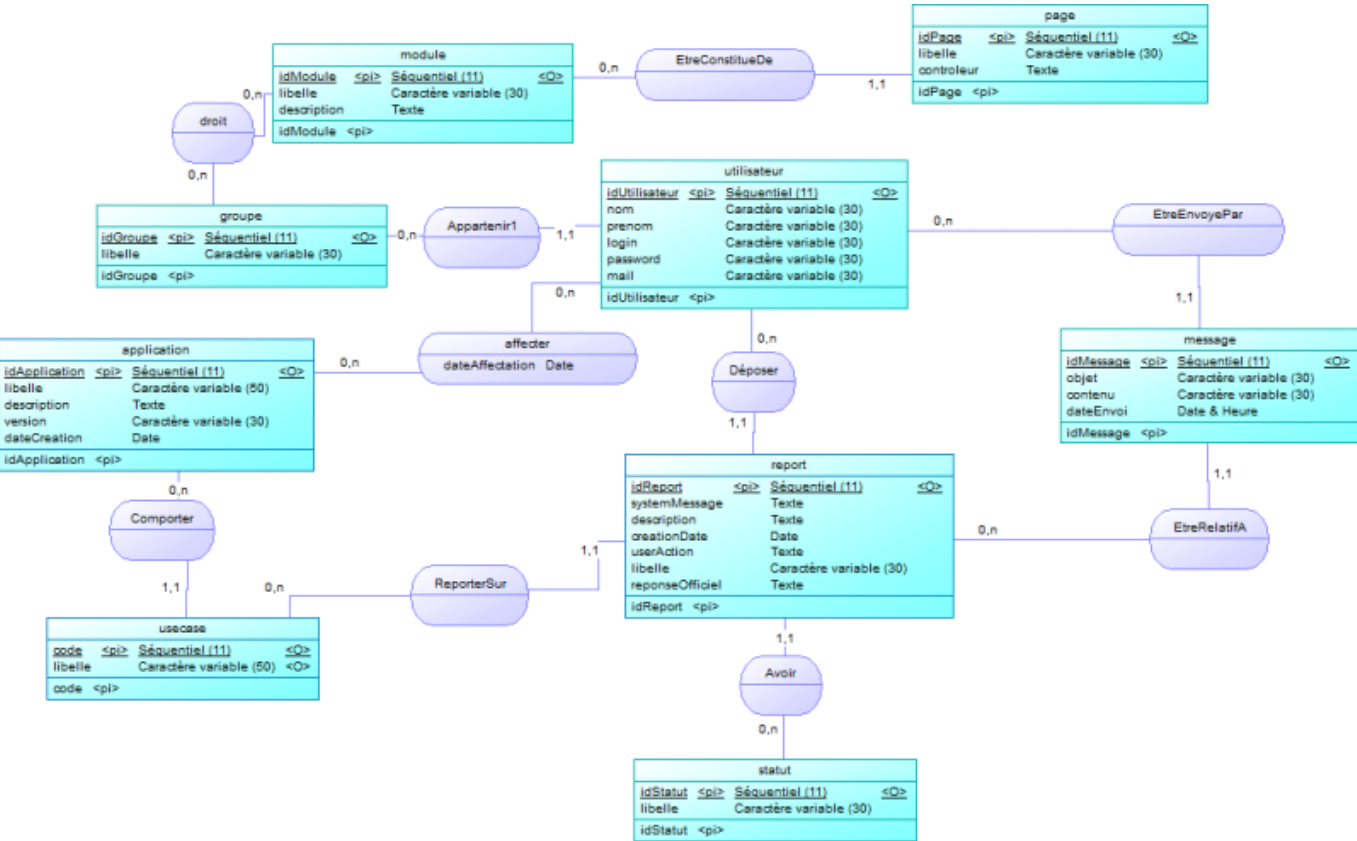 page
idPage <pi> Séquentiel (11) <O>
libelle Caractère variable (30)
controleur Texte
idPage <pi>
EtreConstitueDe
0,n
1,1
module
idModule <pi> Séquentiel (11) <O>
libelle Caractère variable (30)
description Texte
idModule <pi>
0,n
droit
0,n
groupe
idGroupe <pi> Séquentiel (11) <O>
libelle Caractère variable (30)
idGroupe <pi>
0,n
Appartenir1
1,1
utilisateur
idUtilisateur <pi> Séquentiel (11) <O>
nom Caractère variable (30)
prenom Caractère variable (30)
login Caractère variable (30)
password Caractère variable (30)
mail Caractère variable (30)
idUtilisateur <pi>
0,n
EtreEnvoyePar
1,1
0,n
affecter
dateAffectation Date
0,n
application
idApplication <pi> Séquentiel (11) <O>
libelle Caractère variable (50)
description Texte
version Caractère variable (30)
dateCreation Date
idApplication <pi>
0,n
Déposer
1,1
message
idMessage <pi> Séquentiel (11) <O>
objet Caractère variable (30)
contenu Caractère variable (30)
dateEnvoi Date & Heure
idMessage <pi>
1,1
EtreRelatifA
0,n
report
idReport <pi> Séquentiel (11) <O>
systemMessage Texte
description Texte
creationDate Date
userAction Texte
libelle Caractère variable (30)
reponseOfficiel Texte
idReport <pi>
0,n
Comporter
1,1
1,1
ReporterSur
0,n
usecase
code <pi> Séquentiel (11) <O>
libelle Caractère variable (50) <O>
code <pi>
1,1
Avoir
0,n
statut
idStatut <pi> Séquentiel (11) <O>
libelle Caractère variable (30)
idStatut <pi>